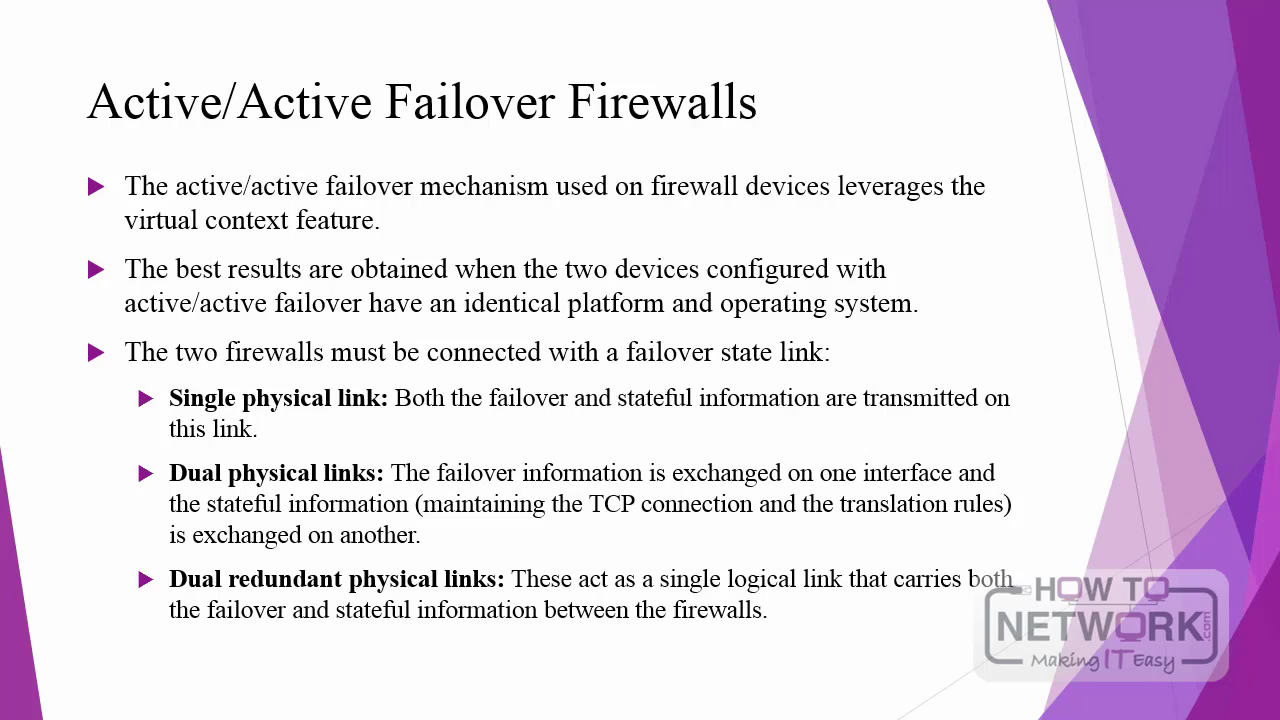 Active/Active Failover Firewalls
The active/active failover mechanism used on firewall devices leverages the
virtual context feature.
The best results are obtained when the two devices configured with
active/active failover have an identical platform and operating system.
The two firewalls must be connected with a failover state link:
Single physical link: Both the failover and stateful information are transmitted on
this link.
Dual physical links: The failover information is exchanged on one interface and
the stateful information (maintaining the TCP connection and the translation rules)
is exchanged on another.
Dual redundant physical links: These act as a single logical link that carries both
the failover and stateful information between the firewalls.
HOW TO
NETWORK.com
Making IT Easy